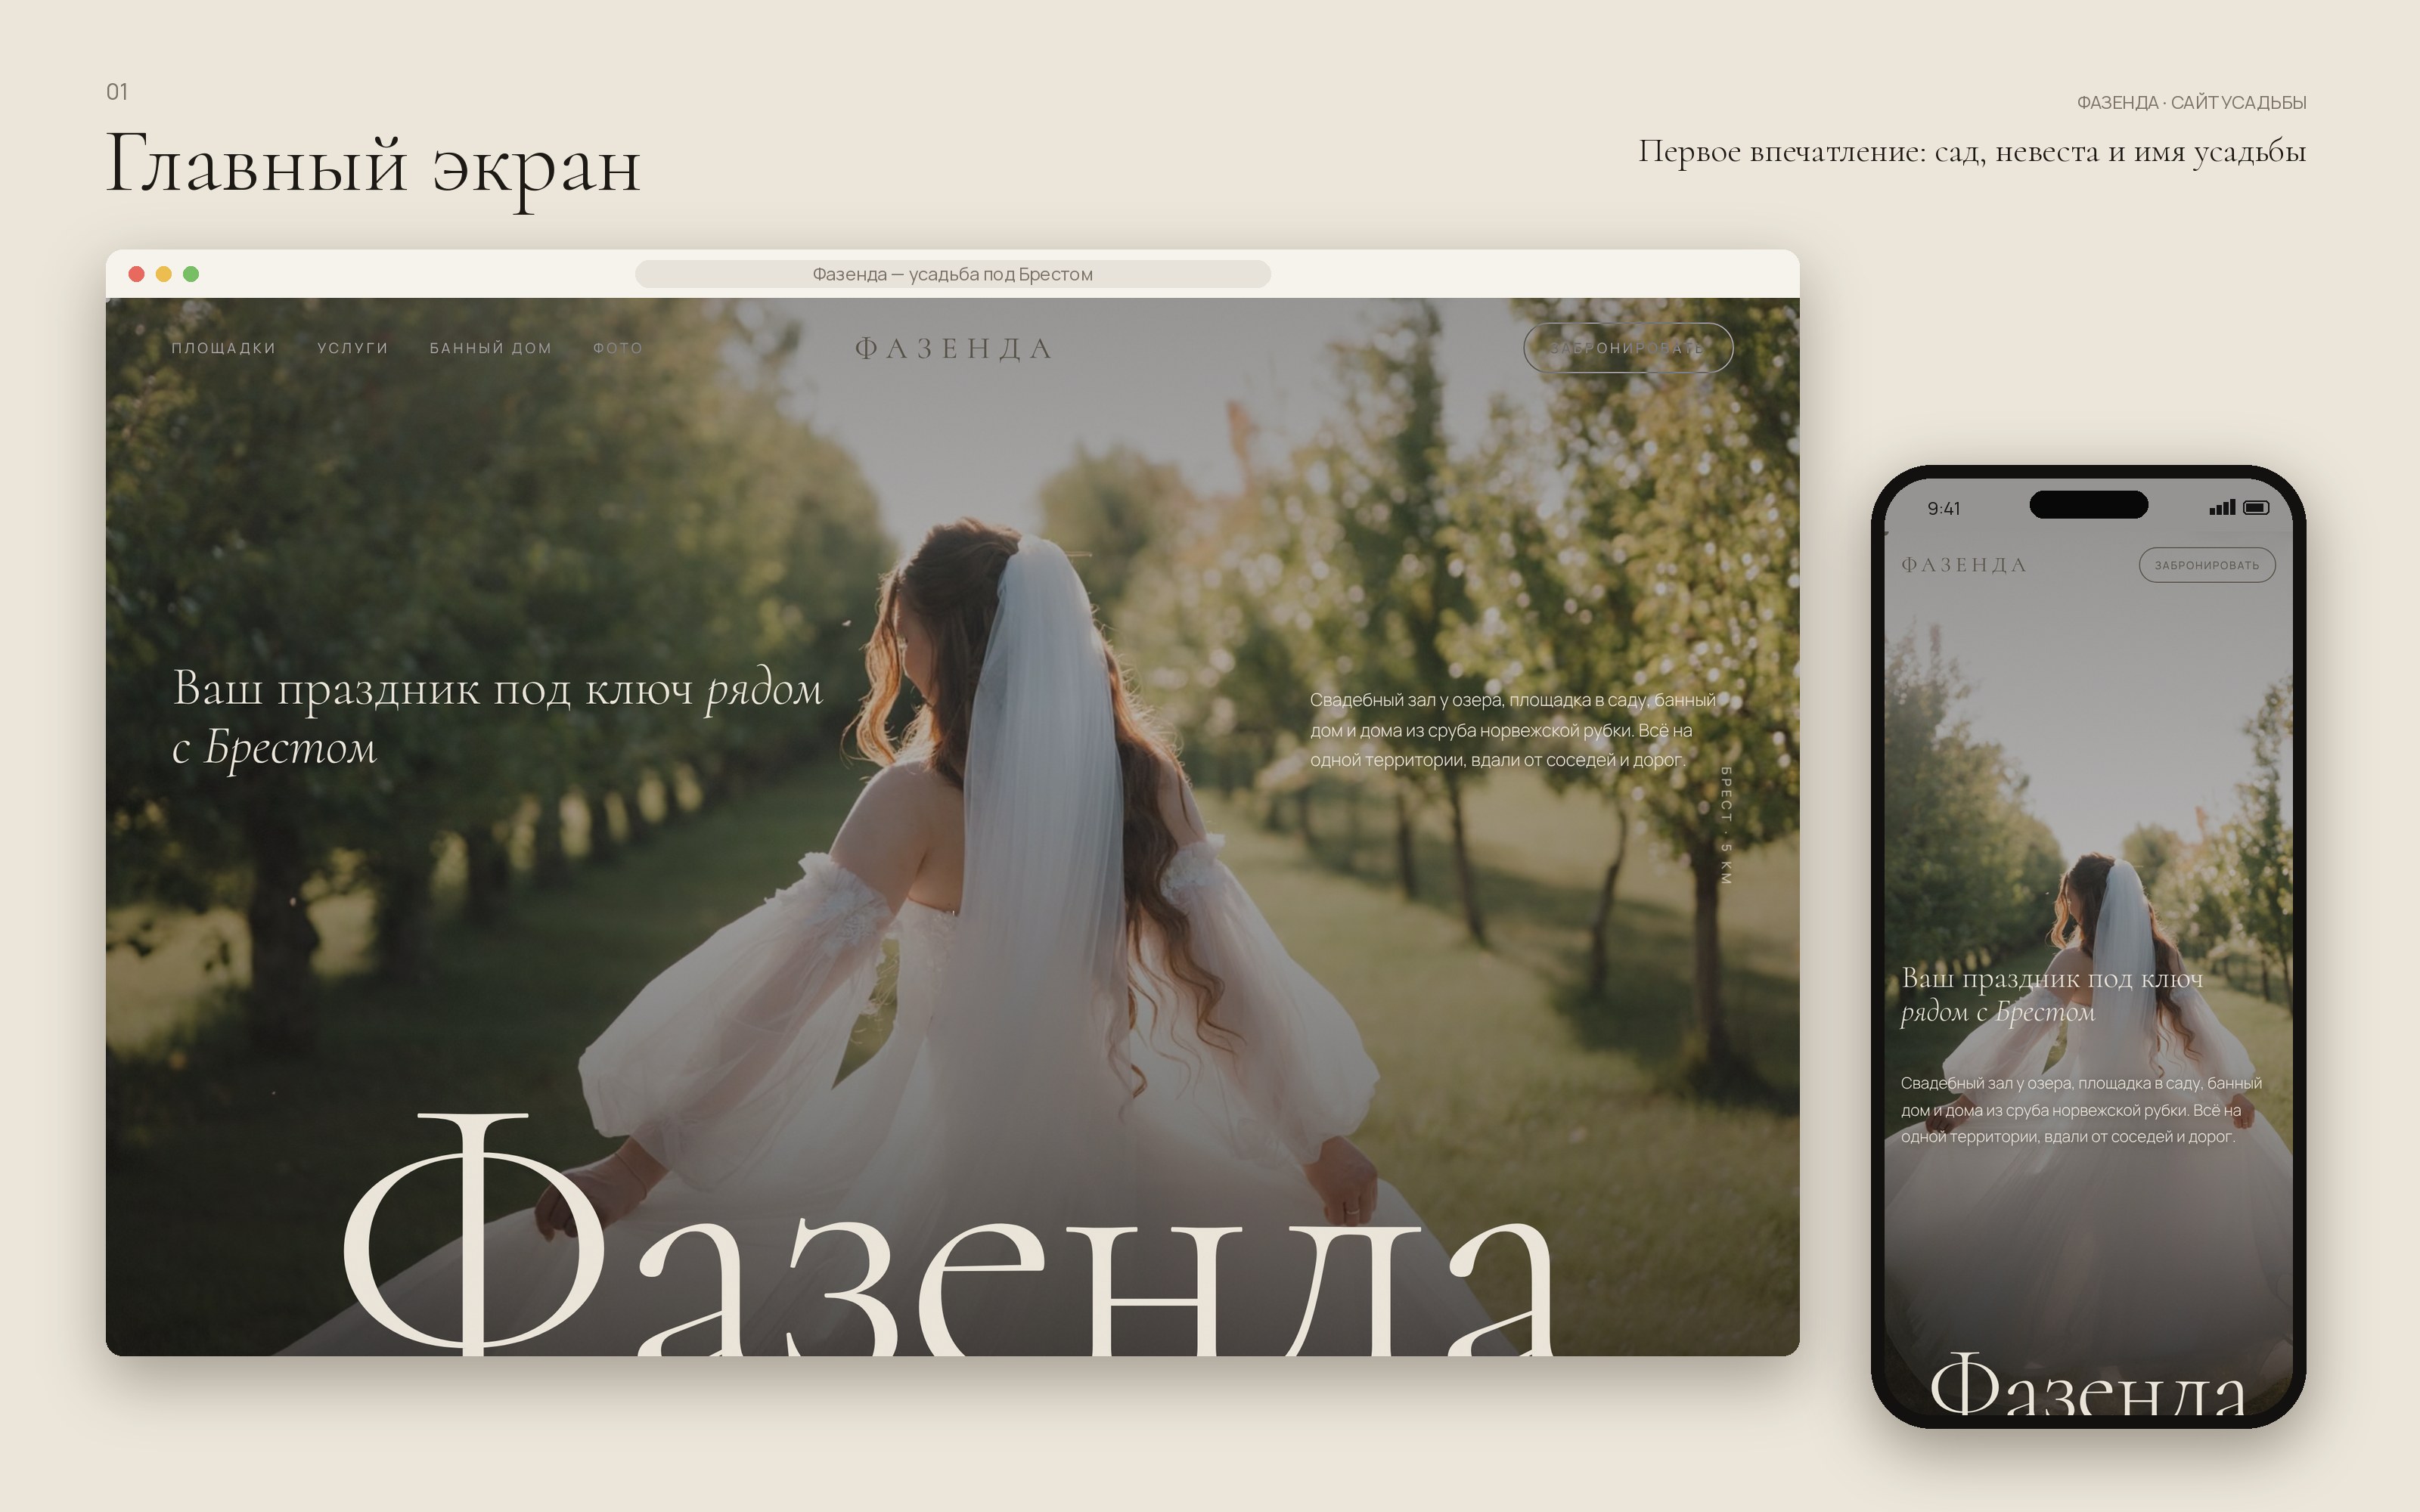 01
Главный экран
ФАЗЕНДА · САЙТ УСАДЬБЫ
Первое впечатление: сад, невеста и имя усадьбы
Фазенда — усадьба под Брестом
ПЛОЩАДКИ УСЛУГИ БАННЫЙ ДОМ ФОТО
ФАЗЕНДА
ЗАБРОНИРОВАТЬ
Ваш праздник под ключ рядом
с Брестом
Свадебный зал у озера, площадка в саду, банный
дом и дома из сруба норвежской рубки. Всё на
одной территории, вдали от соседей и дорог.
БРЕСТ · 5 КМ
Фазенда
9:41
ФАЗЕНДА
ЗАБРОНИРОВАТЬ
Ваш праздник под ключ
рядом с Брестом
Свадебный зал у озера, площадка в саду, банный
дом и дома из сруба норвежской рубки. Всё на
одной территории, вдали от соседей и дорог.
Фазенда